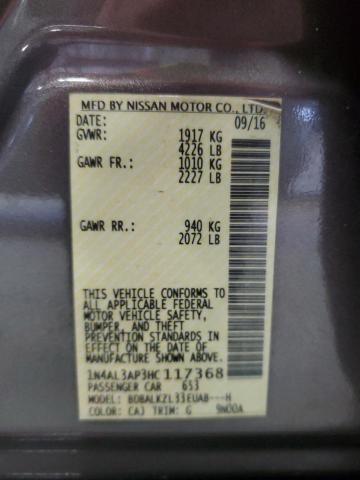 MFD BY NISSAN MOTOR CO., LTD.
DATE: 09/16
GVWR: 1917 KG
4226 LB
GAWR FR: 1010 KG
2227 LB
GAWR RR: 940 KG
2072 LB
THIS VEHICLE CONFORMS TO
ALL APPLICABLE FEDERAL
MOTOR VEHICLE SAFETY,
BUMPER, AND THEFT
PREVENTION STANDARDS IN
EFFECT ON THE DATE OF
MANUFACTURE SHOWN ABOVE.
1N4AL3AP3HC 117368
PASSENGER CAR 653
MODEL: BDBALKZL33EUAB---H
COLOR: CAJ TRIM: G 9N00A